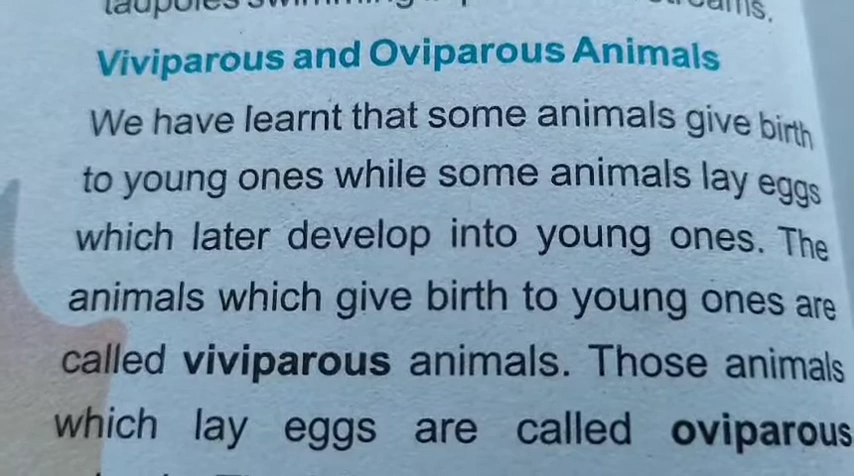 tadpoles swimming
Viviparous and Oviparous Animals
We have learnt that some animals give birth
to young ones while some animals lay eggs
which later develop into young ones. The
animals which give birth to young ones are
called viviparous animals. Those animals
which lay eggs are called oviparous